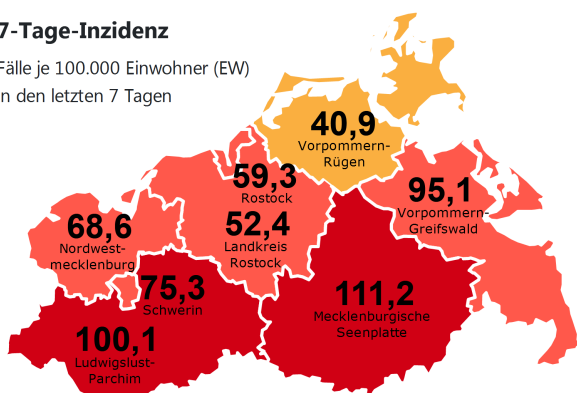 7-Tage-Inzidenz
Fälle je 100.000 Einwohner (EW)
in den letzten 7 Tagen
40,9
Vorpommern-
Rügen
59,3
Rostock
95,1
Vorpommern-
Greifswald
68,6
Nordwest-
mecklenburg
52,4
Landkreis
Rostock
75,3
Schwerin
111,2
Mecklenburgische
Seenplatte
100,1
Ludwigslust-
Parchim